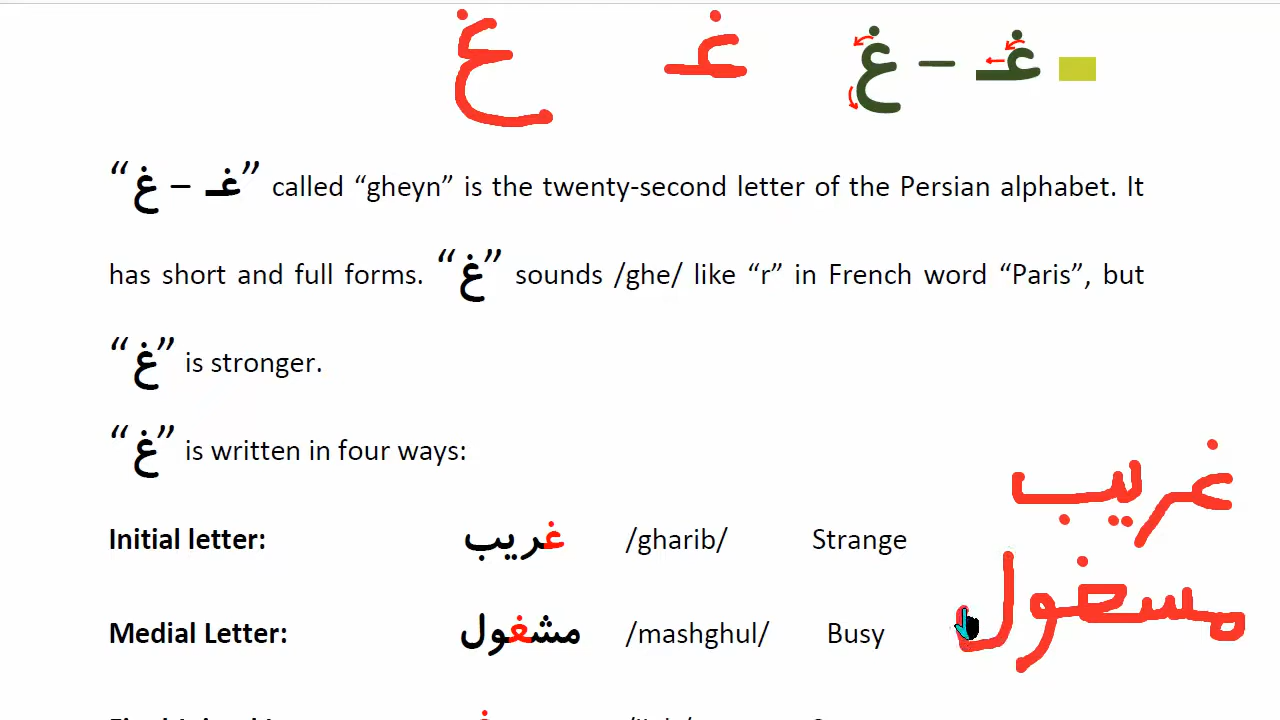 غ غـ غ – غـ
“غ – غـ” called “gheyn” is the twenty-second letter of the Persian alphabet. It
has short and full forms. “غ” sounds /ghe/ like “r” in French word “Paris”, but
“غ” is stronger.
“غ” is written in four ways:
غریب
Initial letter: غریب /gharib/ Strange
مسغول
Medial Letter: مشغول /mashghul/ Busy